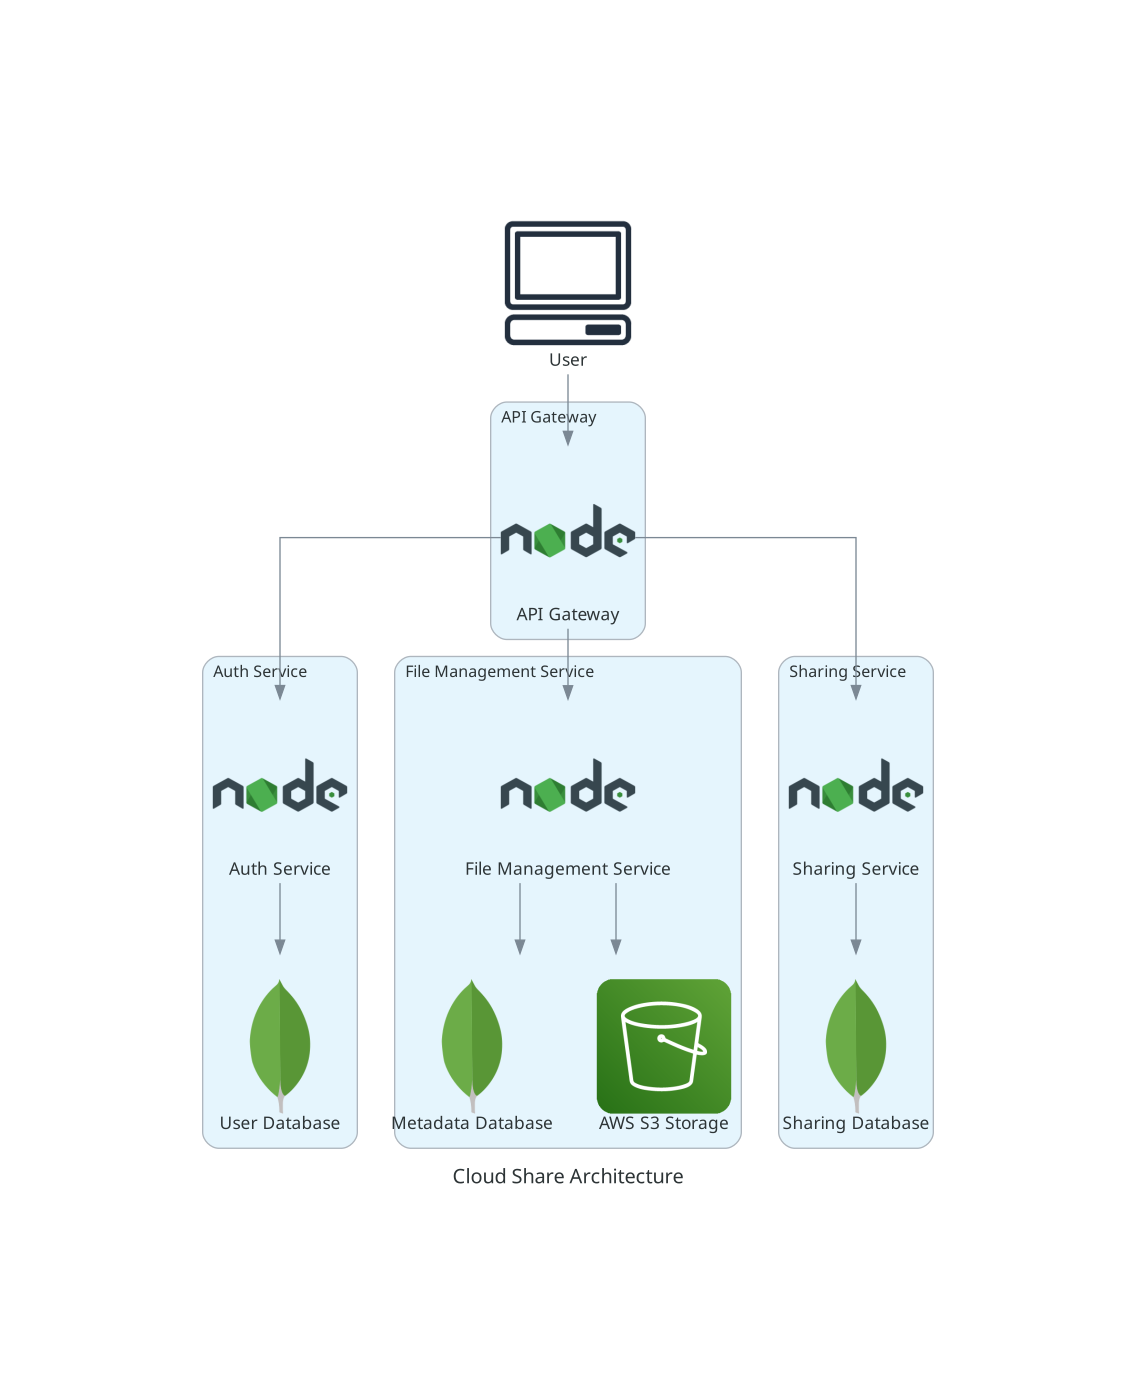 User
API Gateway
node
API Gateway
Auth Service
File Management Service
Sharing Service
node
node
node
Auth Service
File Management Service
Sharing Service
User Database
Metadata Database
AWS S3 Storage
Sharing Database
Cloud Share Architecture